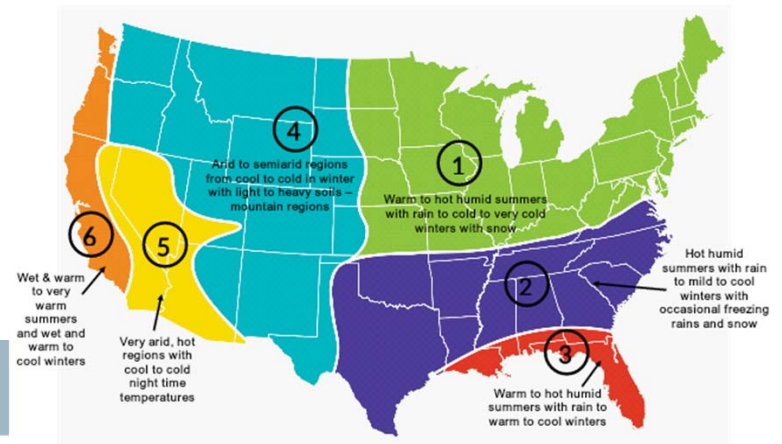 4
Arid to semiarid regions
from cool to cold in winter
with light to heavy soils –
mountain regions
1
Warm to hot humid summers
with rain to cold to very cold
winters with snow
6
Wet & warm
to very
warm
summers
and wet and
warm to
cool winters
5
Very arid, hot
regions with
cool to cold
night time
temperatures
2
Hot humid
summers with rain
to mild to cool
winters with
occasional freezing
rains and snow
3
Warm to hot humid
summers with rain to
warm to cool winters